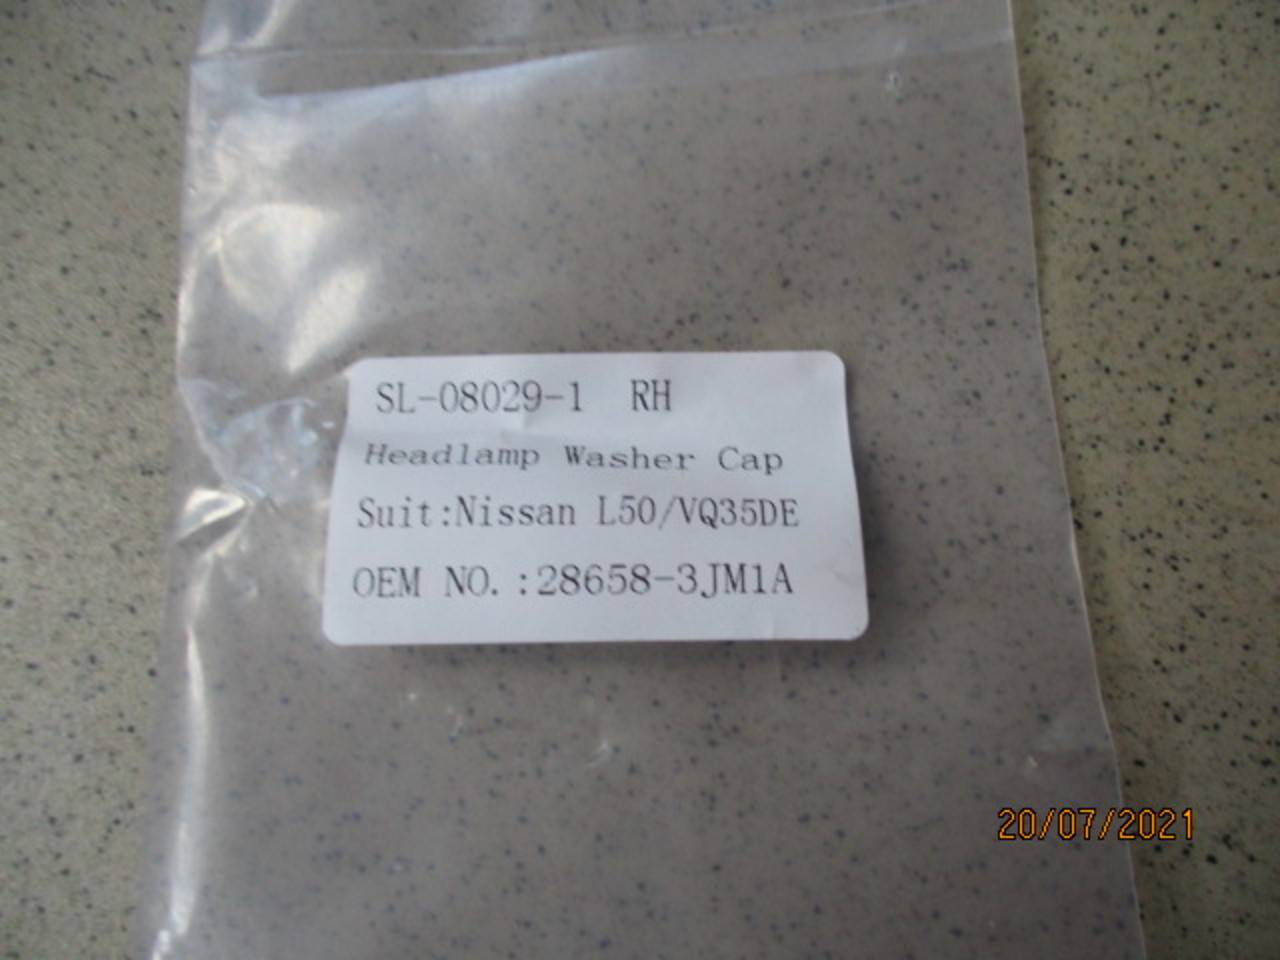 SL-08029-1 RH
Headlamp Washer Cap
Suit:Nissan L50/VQ35DE
OEM NO.:28658-3JM1A
20/07/2021